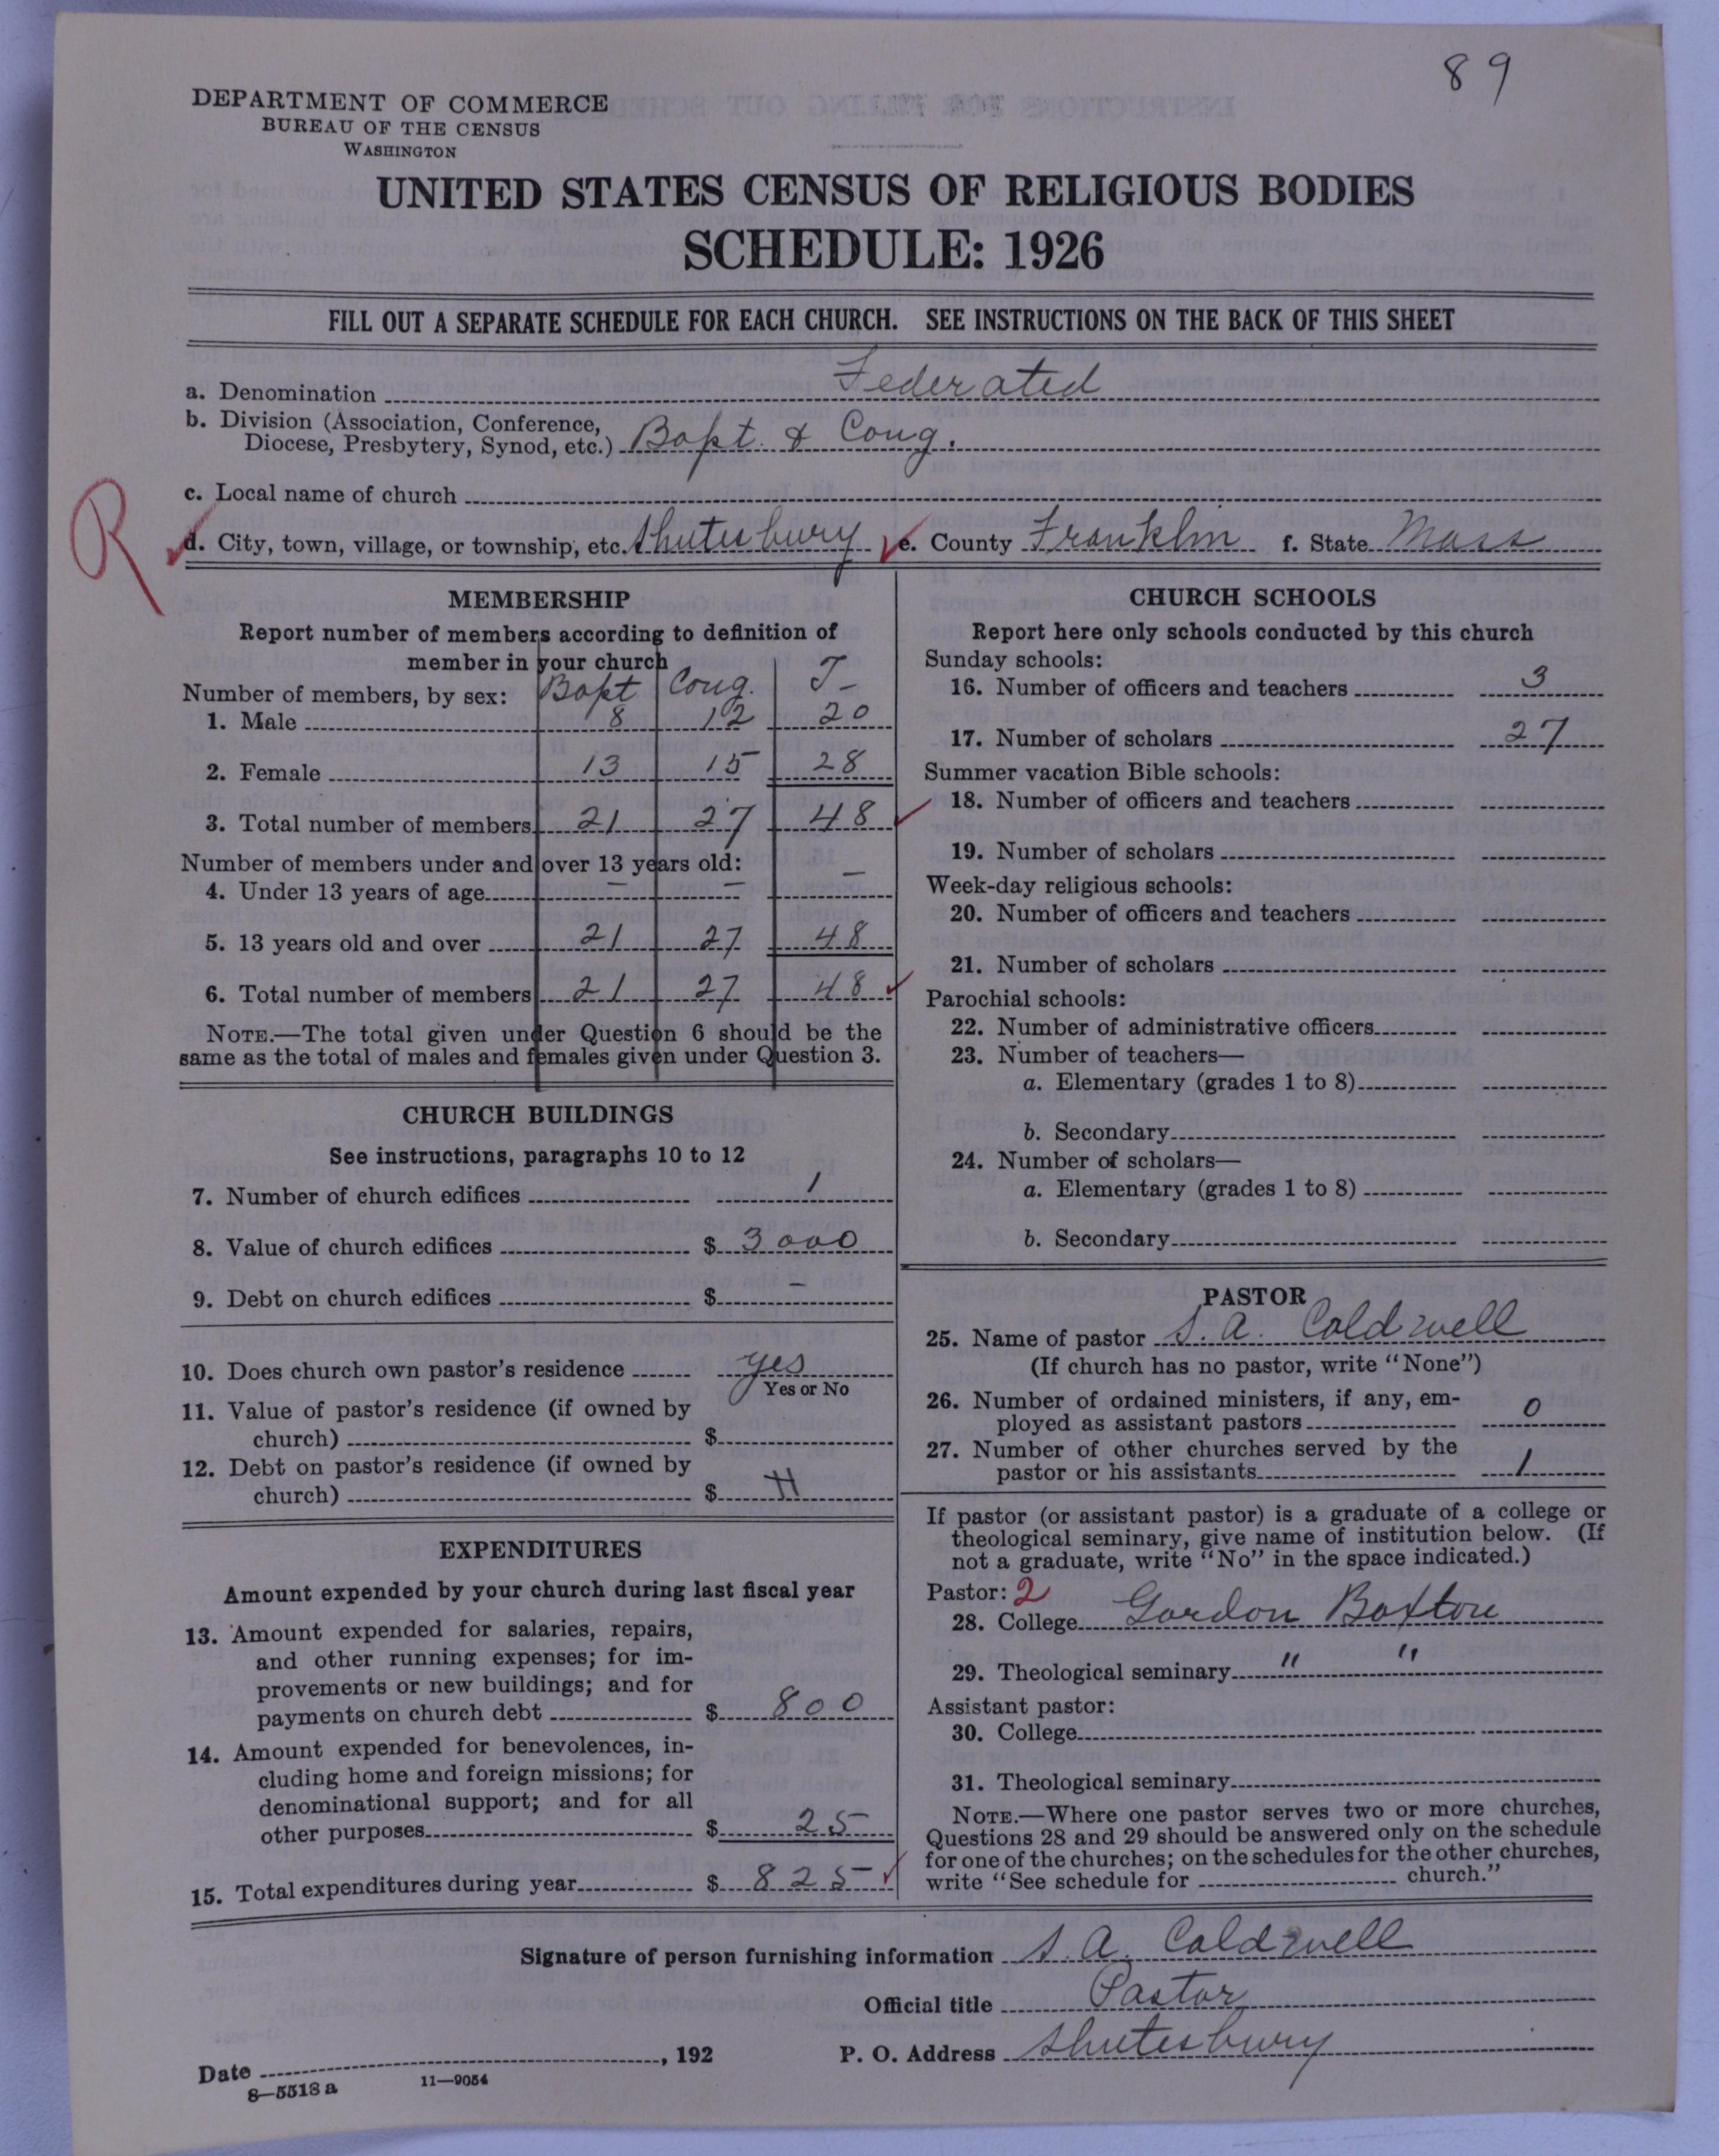 89
DEPARTMENT OF COMMERCE
BUREAU OF THE CENSUS
WASHINGTON
UNITED STATES CENSUS OF RELIGIOUS BODIES
SCHEDULE: 1926
FILL OUT A SEPARATE SCHEDULE FOR EACH CHURCH. SEE INSTRUCTIONS ON THE BACK OF THIS SHEET
a. Denomination Federated
b. Division (Association, Conference,
Diocese, Presbytery, Synod, etc.) Bapt. & Cong.
c. Local name of church
R
d. City, town, village, or township, etc. Shutesbury e. County Franklin f. State Mass
MEMBERSHIP
Report number of members according to definition of
member in your church
Number of members, by sex: Bapt Cong. T
1. Male 8 12 20
2. Female 13 15 28
3. Total number of members 21 27 48
Number of members under and over 13 years old:
4. Under 13 years of age — — —
5. 13 years old and over 21 27 48
6. Total number of members 21 27 48
NOTE.—The total given under Question 6 should be the
same as the total of males and females given under Question 3.
CHURCH BUILDINGS
See instructions, paragraphs 10 to 12
7. Number of church edifices 1
8. Value of church edifices $ 3000
9. Debt on church edifices $ -
10. Does church own pastor's residence yes
Yes or No
11. Value of pastor's residence (if owned by
church) $
12. Debt on pastor's residence (if owned by
church) $
EXPENDITURES
Amount expended by your church during last fiscal year
13. Amount expended for salaries, repairs,
and other running expenses; for im-
provements or new buildings; and for
payments on church debt $ 800
14. Amount expended for benevolences, in-
cluding home and foreign missions; for
denominational support; and for all
other purposes $ 25
15. Total expenditures during year $ 825
CHURCH SCHOOLS
Report here only schools conducted by this church
Sunday schools:
16. Number of officers and teachers 3
17. Number of scholars 27
Summer vacation Bible schools:
18. Number of officers and teachers
19. Number of scholars
Week-day religious schools:
20. Number of officers and teachers
21. Number of scholars
Parochial schools:
22. Number of administrative officers
23. Number of teachers—
a. Elementary (grades 1 to 8)
b. Secondary
24. Number of scholars—
a. Elementary (grades 1 to 8)
b. Secondary
PASTOR
25. Name of pastor S. A. Caldwell
(If church has no pastor, write "None")
26. Number of ordained ministers, if any, em-
ployed as assistant pastors 0
27. Number of other churches served by the
pastor or his assistants 1
If pastor (or assistant pastor) is a graduate of a college or
theological seminary, give name of institution below. (If
not a graduate, write "No" in the space indicated.)
Pastor: 2
28. College Gordon Boston
29. Theological seminary " "
Assistant pastor:
30. College
31. Theological seminary
NOTE.—Where one pastor serves two or more churches,
Questions 28 and 29 should be answered only on the schedule
for one of the churches; on the schedules for the other churches,
write "See schedule for church."
Signature of person furnishing information S. A. Caldwell
Official title Pastor
Date , 192 P. O. Address Shutesbury
8—5518 a 11—9054